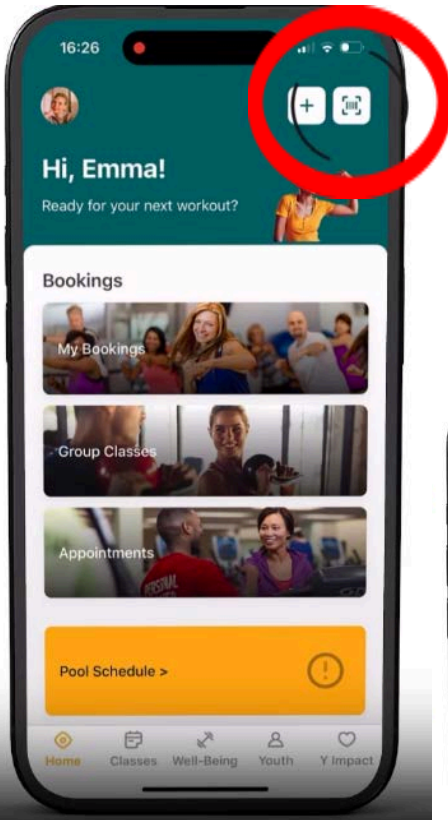 16:26
Hi, Emma!
Ready for your next workout?
Bookings
My Bookings
Group Classes
PERSONAL
Appointments
Pool Schedule >
Home Classes Well-Being Youth Y Impact